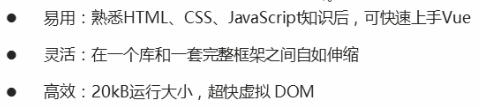 ● 易用：熟悉HTML、CSS、JavaScript知识后，可快速上手Vue
● 灵活：在一个库和一套完整框架之间自如伸缩
● 高效：20kB运行大小，超快虚拟 DOM